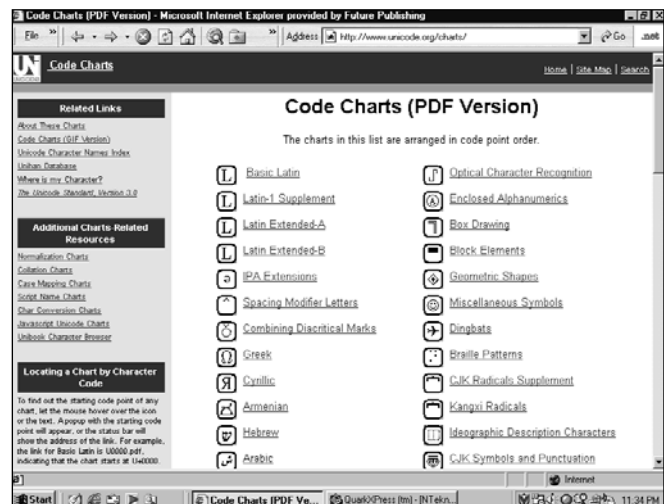 Code Charts (PDF Version) - Microsoft Internet Explorer provided by Future Publishing
File
Address http://www.unicode.org/charts/ Go .net
UN UNICODE Code Charts Home | Site Map | Search
Related Links
About These Charts
Code Charts (GIF Version)
Unicode Character Names Index
Unihan Database
Where is my Character?
The Unicode Standard, Version 3.0
Additional Charts-Related
Resources
Normalization Charts
Collation Charts
Case Mapping Charts
Script Name Charts
Char Conversion Charts
Javascript Unicode Charts
Unibook Character Browser
Locating a Chart by Character
Code
To find out the starting code point of any
chart, let the mouse hover over the icon
or the text. A popup with the starting code
point will appear, or the status bar will
show the address of the link. For example,
the link for Basic Latin is U0000.pdf,
indicating that the chart starts at U+0000.
Code Charts (PDF Version)
The charts in this list are arranged in code point order.
L Basic Latin
L Latin-1 Supplement
L Latin Extended-A
L Latin Extended-B
ə IPA Extensions
Spacing Modifier Letters
Combining Diacritical Marks
Ω Greek
Я Cyrillic
Armenian
Hebrew
Arabic
Optical Character Recognition
Enclosed Alphanumerics
Box Drawing
Block Elements
Geometric Shapes
Miscellaneous Symbols
Dingbats
Braille Patterns
CJK Radicals Supplement
Kangxi Radicals
Ideographic Description Characters
CJK Symbols and Punctuation
Internet
Start Code Charts (PDF Ve... QuarkXPress (tm) - [NTekn... 11:34 PM